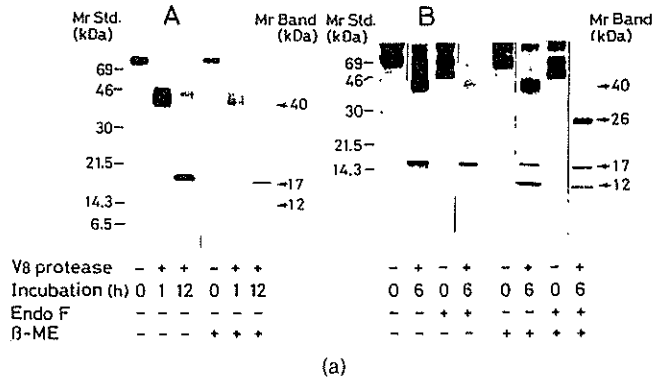 Mr Std. (kDa) A Mr Band (kDa)
69–
46–
→40
30–
21.5–
→17
14.3–
→12
6.5–
V8 protease - + + - + +
Incubation (h) 0 1 12 0 1 12
Endo F - - - - - -
β-ME - - - + + +
Mr Std. (kDa) B Mr Band (kDa)
69–
46–
→40
30–
→26
21.5–
→17
14.3–
→12
- + - + - + - +
0 6 0 6 0 6 0 6
- - + + - - + +
- - - - + + + +
(a)